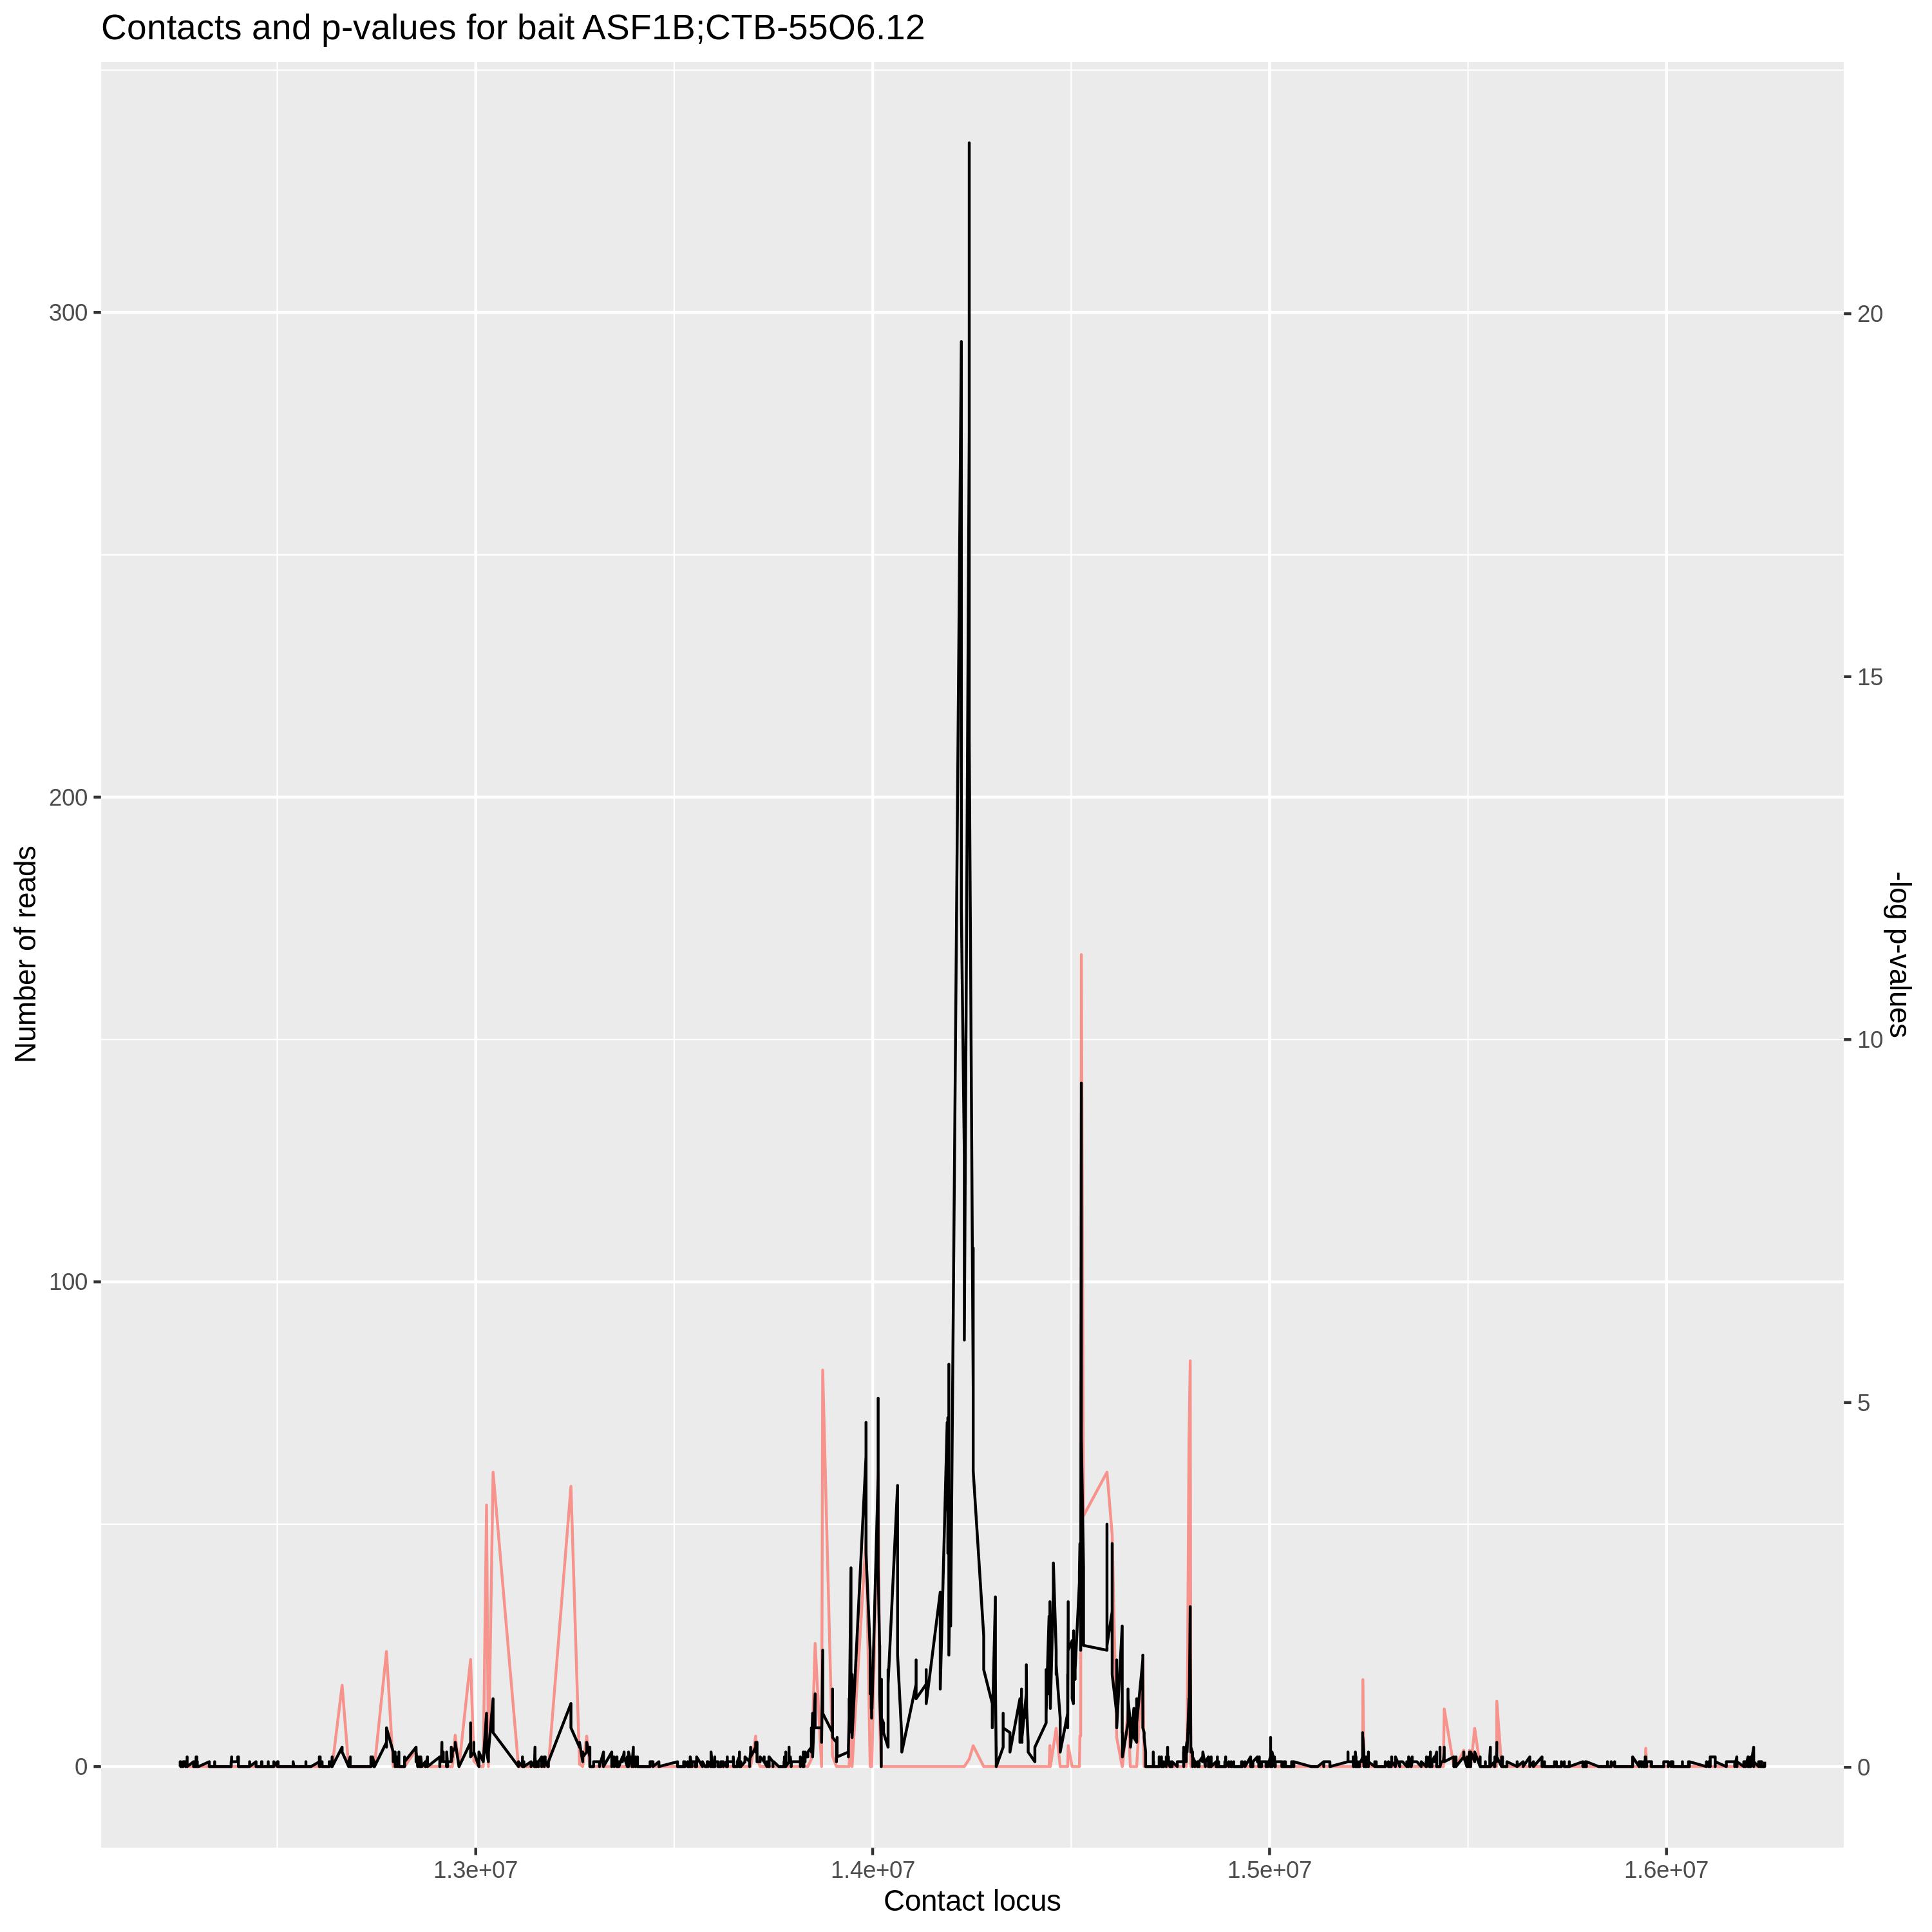 Contacts and p-values for bait ASF1B;CTB-55O6.12
300
200
100
0
Number of reads
20
15
10
5
0
-log p-values
1.3e+07
1.4e+07
1.5e+07
1.6e+07
Contact locus